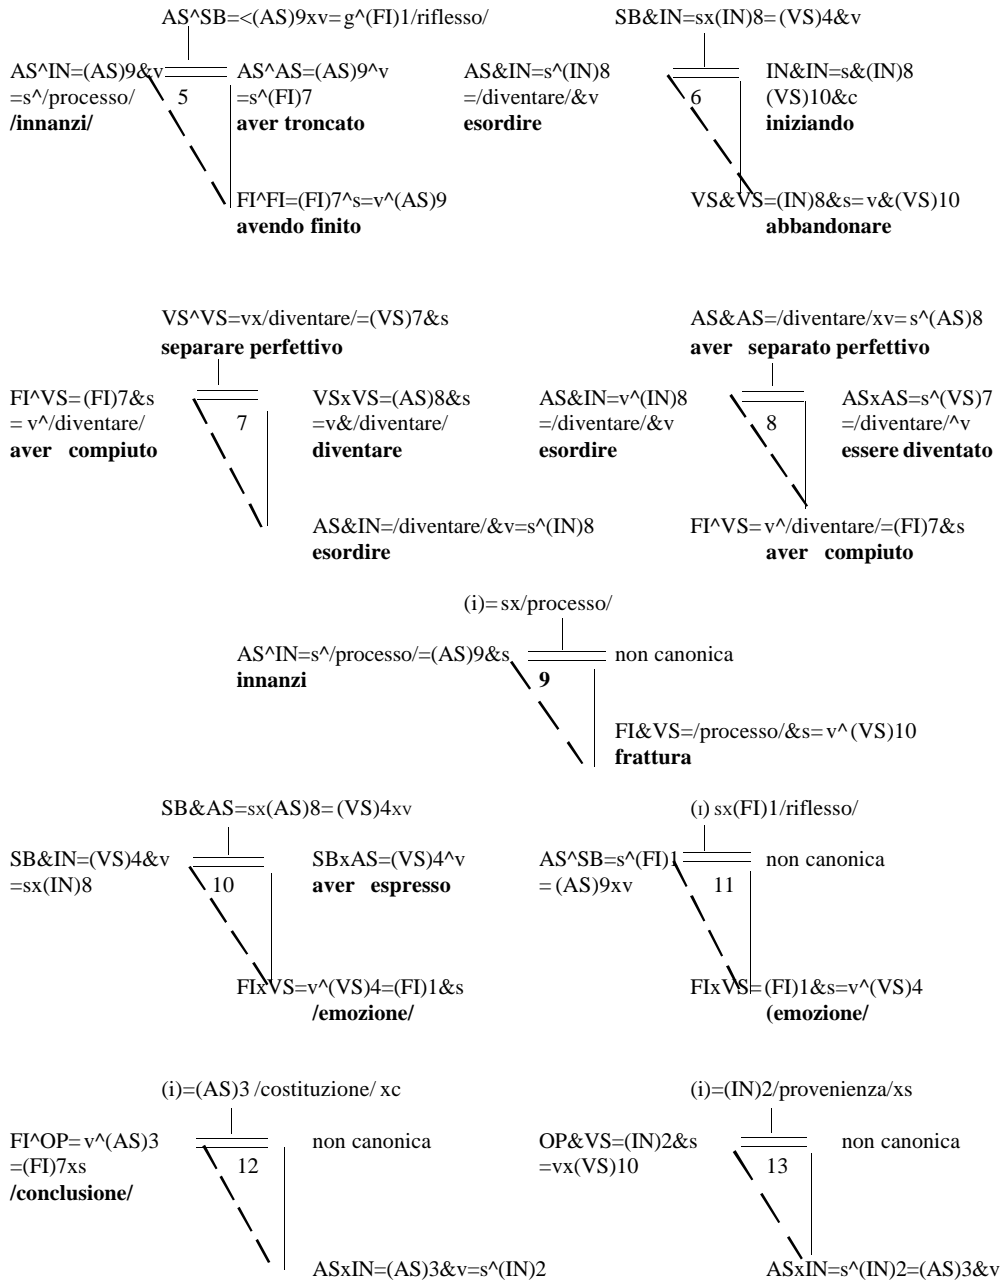 AS^SB=<(AS)9xv=g^(FI)1/riflesso/
AS^IN=(AS)9&v
=s^/processo/
/innanzi/
5
AS^AS=(AS)9^v
=s^(FI)7
aver troncato
FI^FI=(FI)7^s=v^(AS)9
avendo finito
SB&IN=sx(IN)8=(VS)4&v
AS&IN=s^(IN)8
=/diventare/&v
esordire
6
IN&IN=s&(IN)8
(VS)10&c
iniziando
VS&VS=(IN)8&s=v&(VS)10
abbandonare
VS^VS=vx/diventare/=(VS)7&s
separare perfettivo
FI^VS=(FI)7&s
=v^/diventare/
aver compiuto
7
VSxVS=(AS)8&s
=v&/diventare/
diventare
AS&IN=/diventare/&v=s^(IN)8
esordire
AS&AS=/diventare/xv=s^(AS)8
aver separato perfettivo
AS&IN=v^(IN)8
=/diventare/&v
esordire
8
ASxAS=s^(VS)7
=/diventare/^v
essere diventato
FI^VS=v^/diventare/=(FI)7&s
aver compiuto
(i)=sx/processo/
AS^IN=s^/processo/=(AS)9&s
innanzi
9
non canonica
FI&VS=/processo/&s=v^(VS)10
frattura
SB&AS=sx(AS)8=(VS)4xv
SB&IN=(VS)4&v
=sx(IN)8
10
SBxAS=(VS)4^v
aver espresso
FIxVS=v^(VS)4=(FI)1&s
/emozione/
(ı) sx(FI)1/riflesso/
AS^SB=s^(FI)1
=(AS)9xv
11
non canonica
FIxVS=(FI)1&s=v^(VS)4
(emozione/
(i)=(AS)3/costituzione/xc
FI^OP=v^(AS)3
=(FI)7xs
/conclusione/
12
non canonica
ASxIN=(AS)3&v=s^(IN)2
(i)=(IN)2/provenienza/xs
OP&VS=(IN)2&s
=vx(VS)10
13
non canonica
ASxIN=s^(IN)2=(AS)3&v